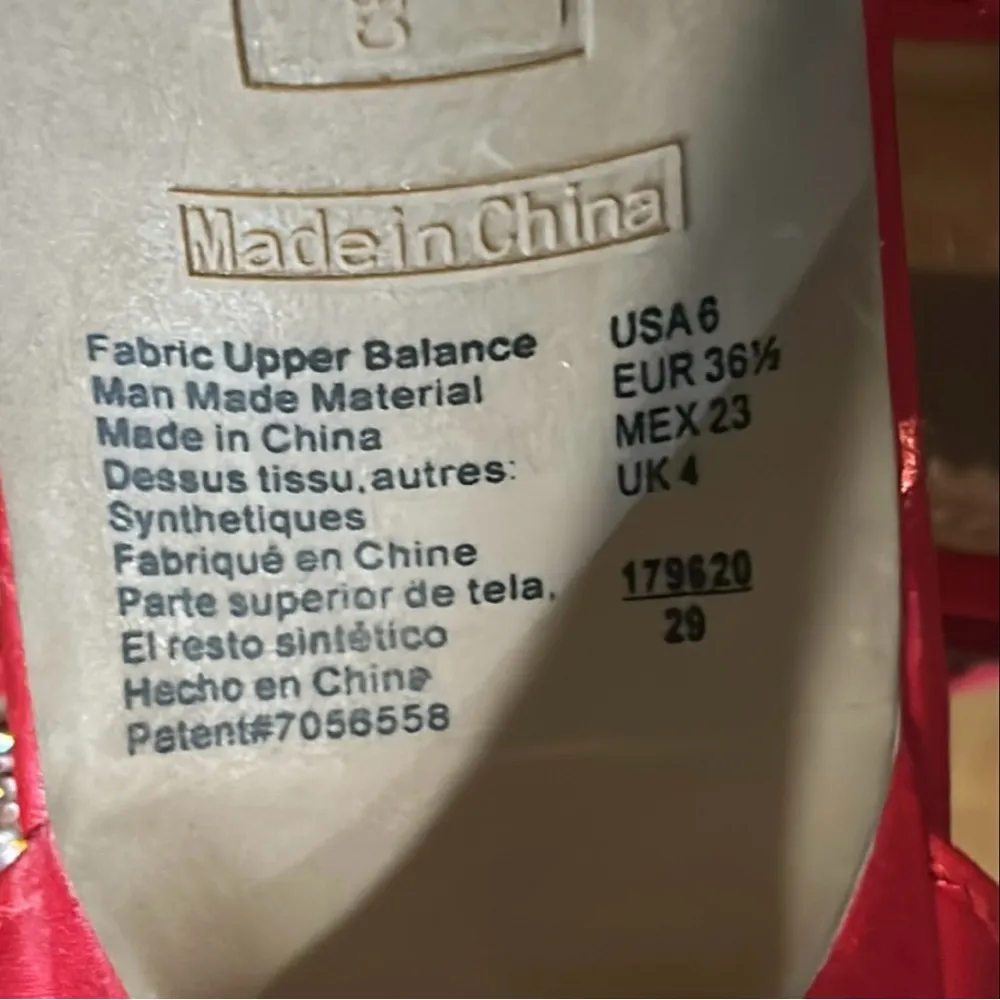 Made in China
Fabric Upper Balance
Man Made Material
Made in China
Dessus tissu, autres:
Synthetiques
Fabriqué en Chine
Parte superior de tela,
El resto sintético
Hecho en China
Patent#7056558
USA 6
EUR 36½
MEX 23
UK 4
179620
29